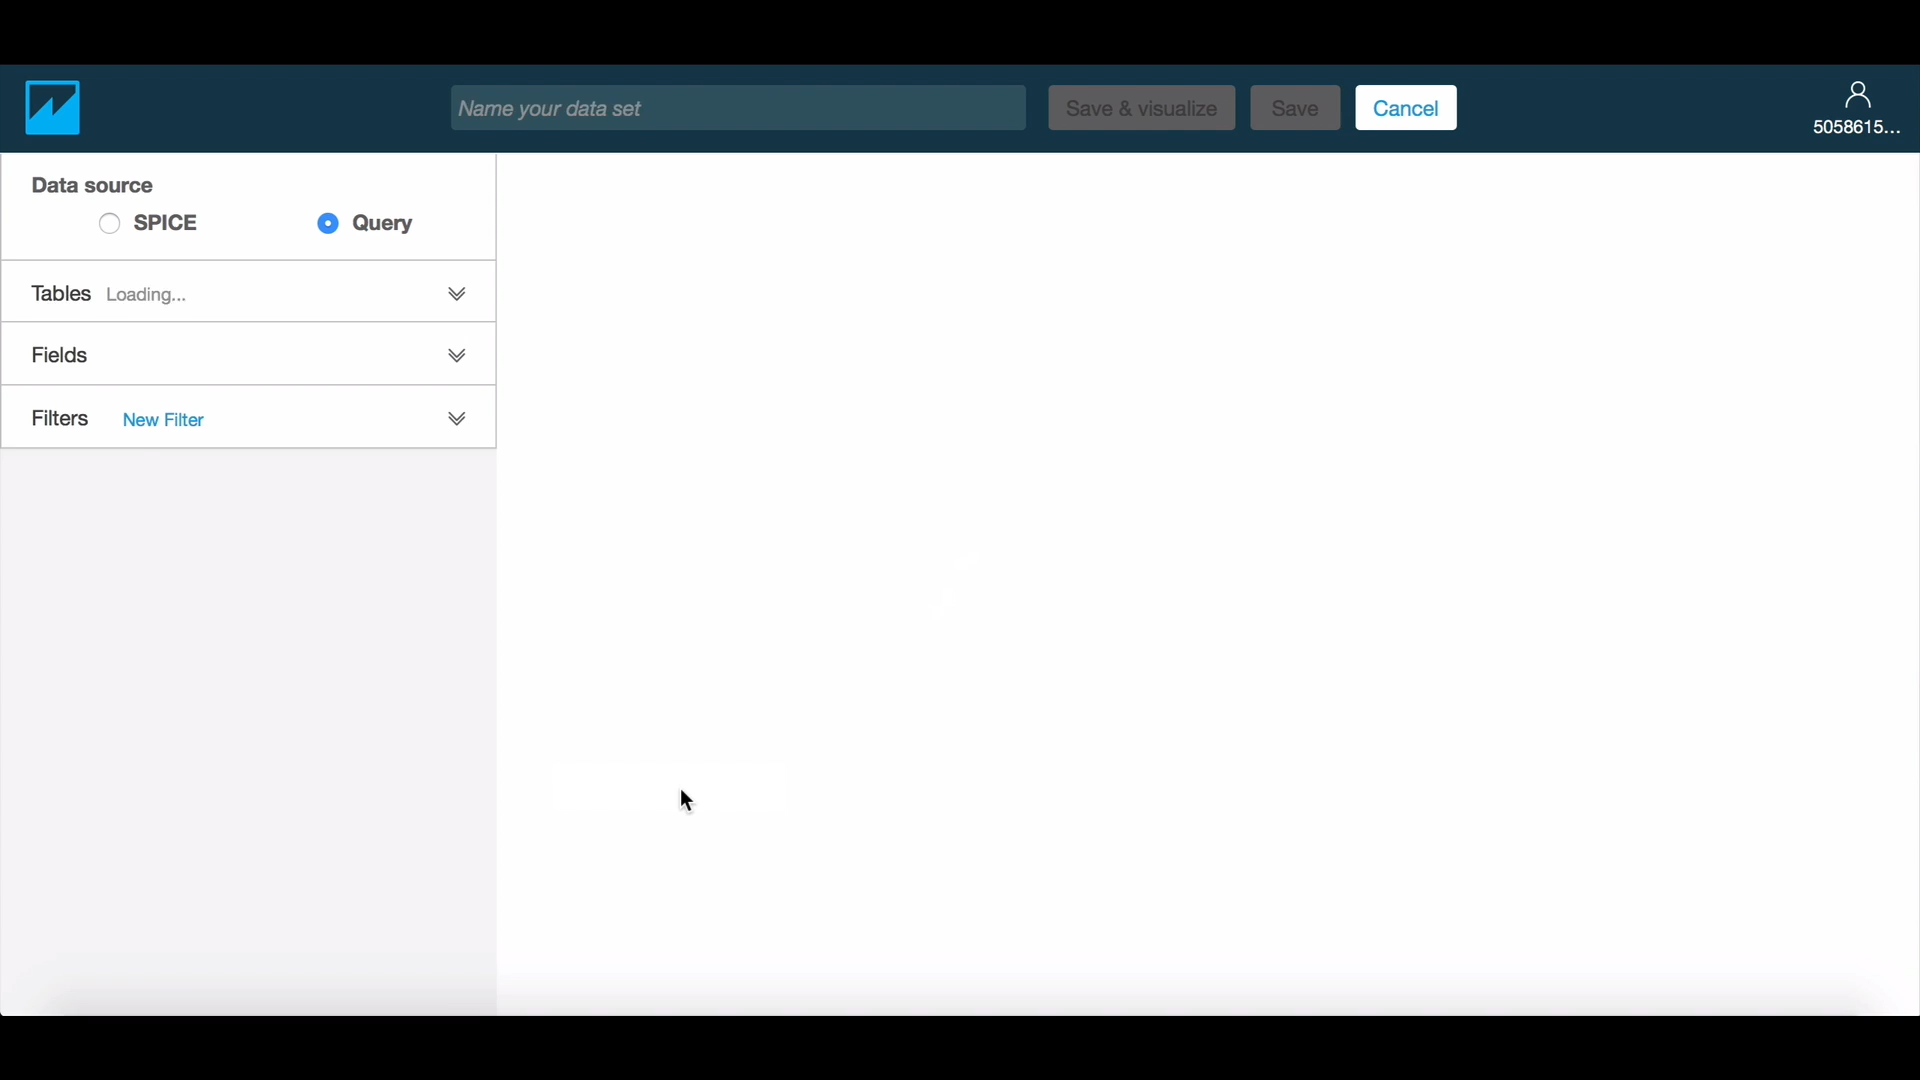 Name your data set
Save & visualize
Save
Cancel
5058615...
Data source
SPICE
Query
Tables Loading...
Fields
Filters New Filter